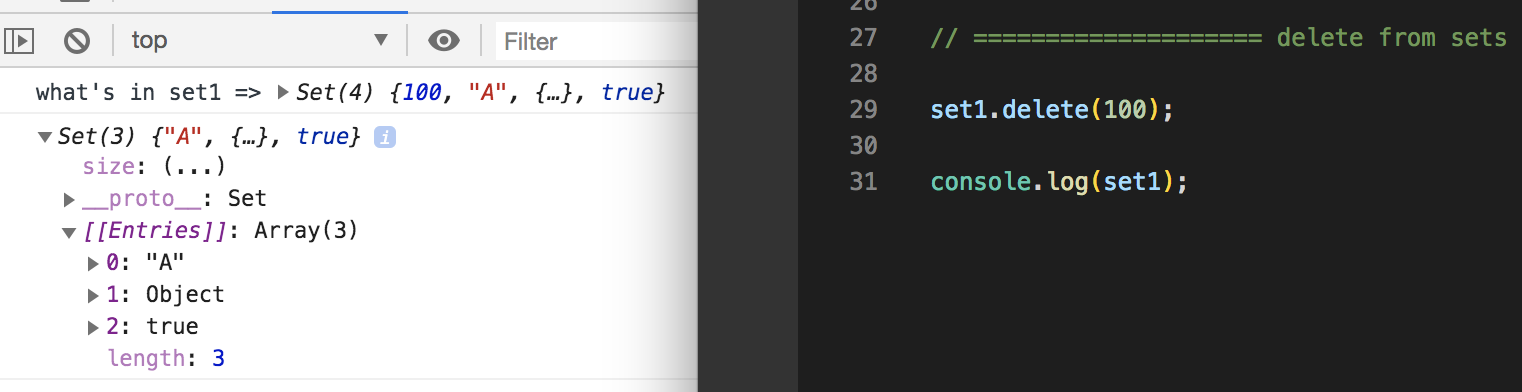 top
Filter
what's in set1 => Set(4) {100, "A", {…}, true}
Set(3) {"A", {…}, true} i
size: (...)
__proto__: Set
[[Entries]]: Array(3)
0: "A"
1: Object
2: true
length: 3
26
27 // ==================== delete from sets
28
29 set1.delete(100);
30
31 console.log(set1);